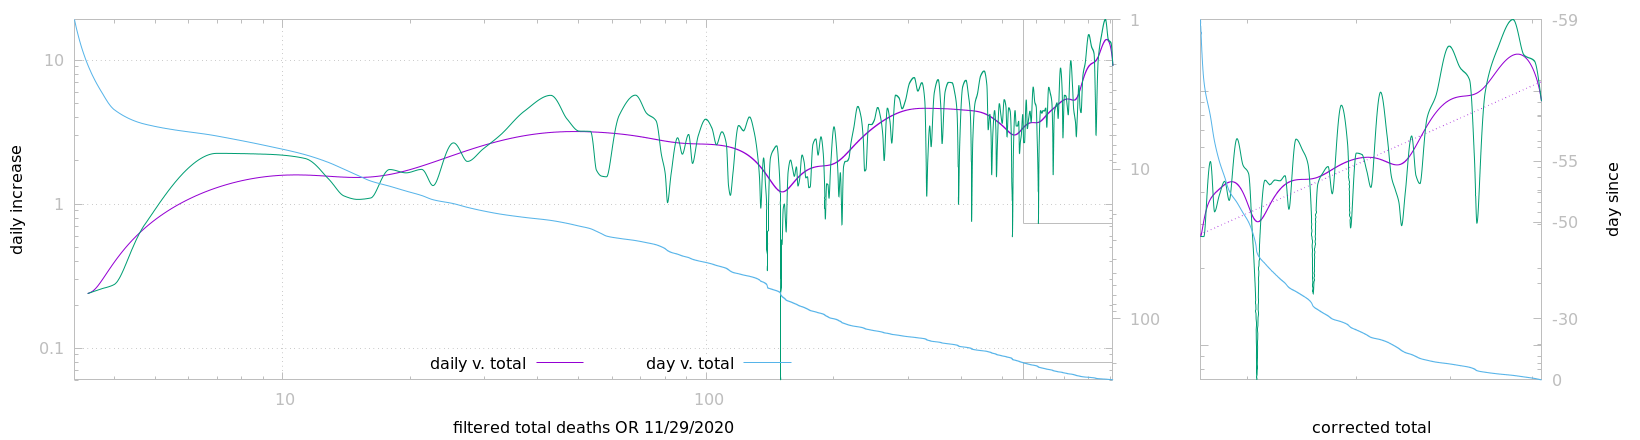 10
1
0.1
daily increase
daily v. total
day v. total
10
100
filtered total deaths OR 11/29/2020
1
10
100
-59
-55
-50
-30
0
day since
corrected total